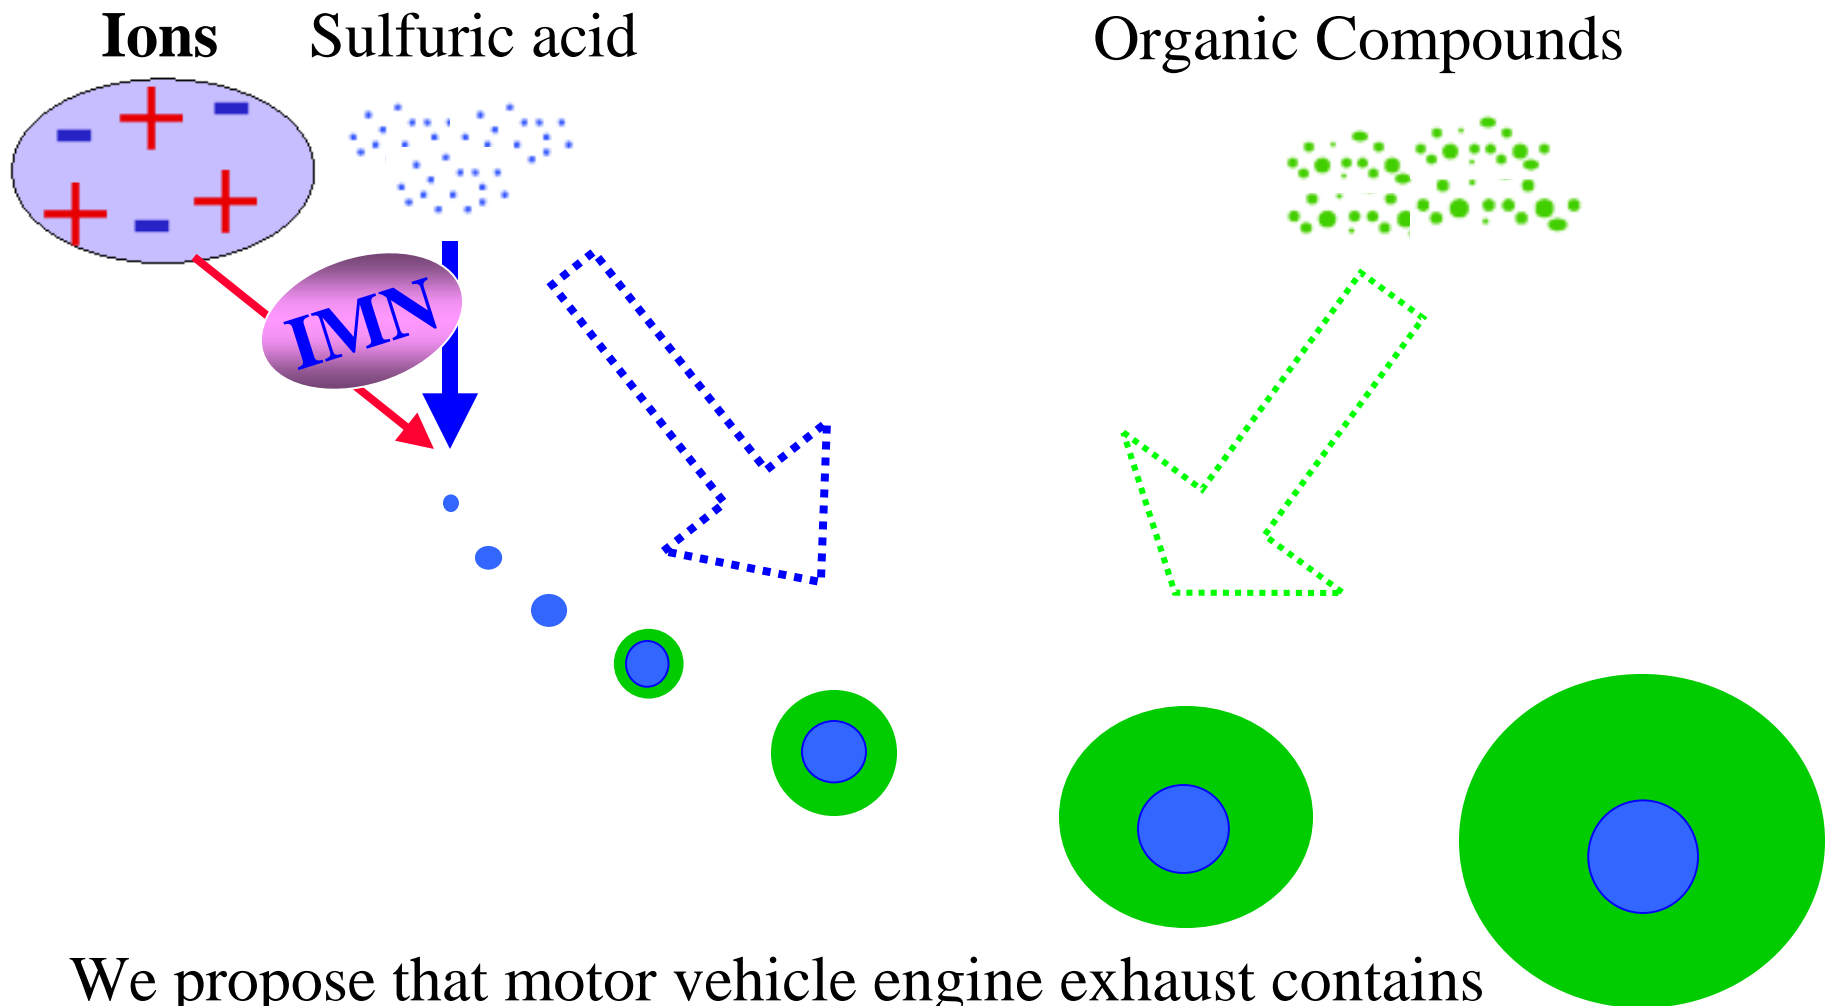 Ions Sulfuric acid Organic Compounds
IMN
We propose that motor vehicle engine exhaust contains